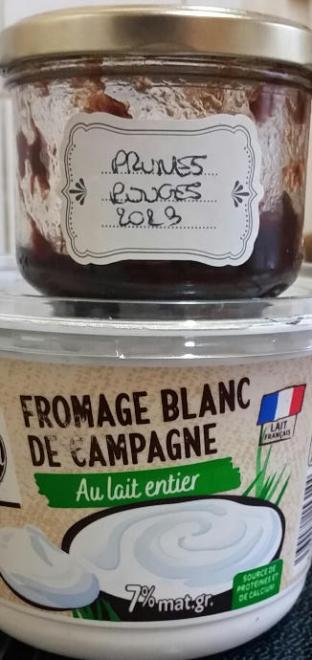 PRUNES
ROUGES
2023
FROMAGE BLANC
DE CAMPAGNE
LAIT
FRANÇAIS
Au lait entier
SOURCE DE
PROTÉINES ET
DE CALCIUM
7% mat.gr.